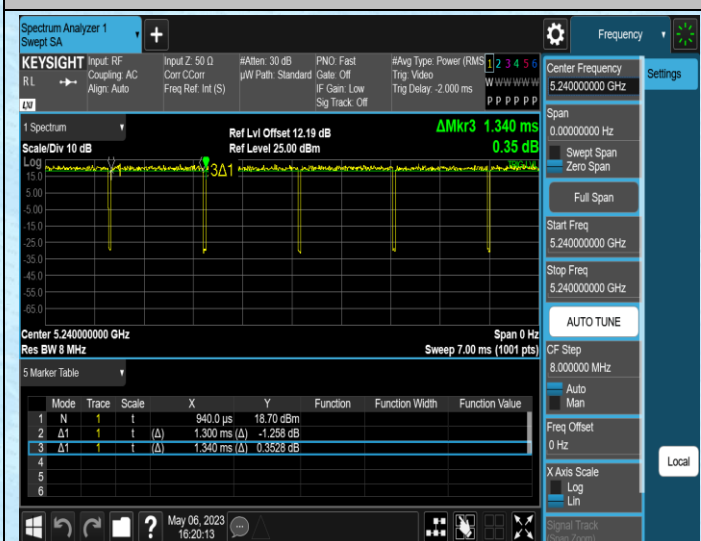 Spectrum Analyzer 1
Swept SA
+
Frequency
KEYSIGHT
RL
LXI
Input: RF
Coupling: AC
Align: Auto
Input Z: 50 Ω
Corr CCorr
Freq Ref: Int (S)
#Atten: 30 dB
µW Path: Standard
PNO: Fast
Gate: Off
IF Gain: Low
Sig Track: Off
#Avg Type: Power (RMS
Trig: Video
Trig Delay: -2.000 ms
1 2 3 4 5 6
W W W W W W
P P P P P P
1 Spectrum
Scale/Div 10 dB
Ref Lvl Offset 12.19 dB
Ref Level 25.00 dBm
ΔMkr3 1.340 ms
0.35 dB
Log
15.0
5.00
-5.00
-15.0
-25.0
-35.0
-45.0
-55.0
-65.0
1
3Δ1
TRIG LVL
Center 5.240000000 GHz
Res BW 8 MHz
Span 0 Hz
Sweep 7.00 ms (1001 pts)
5 Marker Table
Mode Trace Scale X Y Function Function Width Function Value
1 N 1 t 940.0 µs 18.70 dBm
2 Δ1 1 t (Δ) 1.300 ms (Δ) -1.258 dB
3 Δ1 1 t (Δ) 1.340 ms (Δ) 0.3528 dB
4
5
6
?
May 06, 2023
16:20:13
Center Frequency
5.240000000 GHz
Span
0.00000000 Hz
Swept Span
Zero Span
Full Span
Start Freq
5.240000000 GHz
Stop Freq
5.240000000 GHz
AUTO TUNE
CF Step
8.000000 MHz
Auto
Man
Freq Offset
0 Hz
X Axis Scale
Log
Lin
Signal Track
(Span Zoom)
Settings
Local